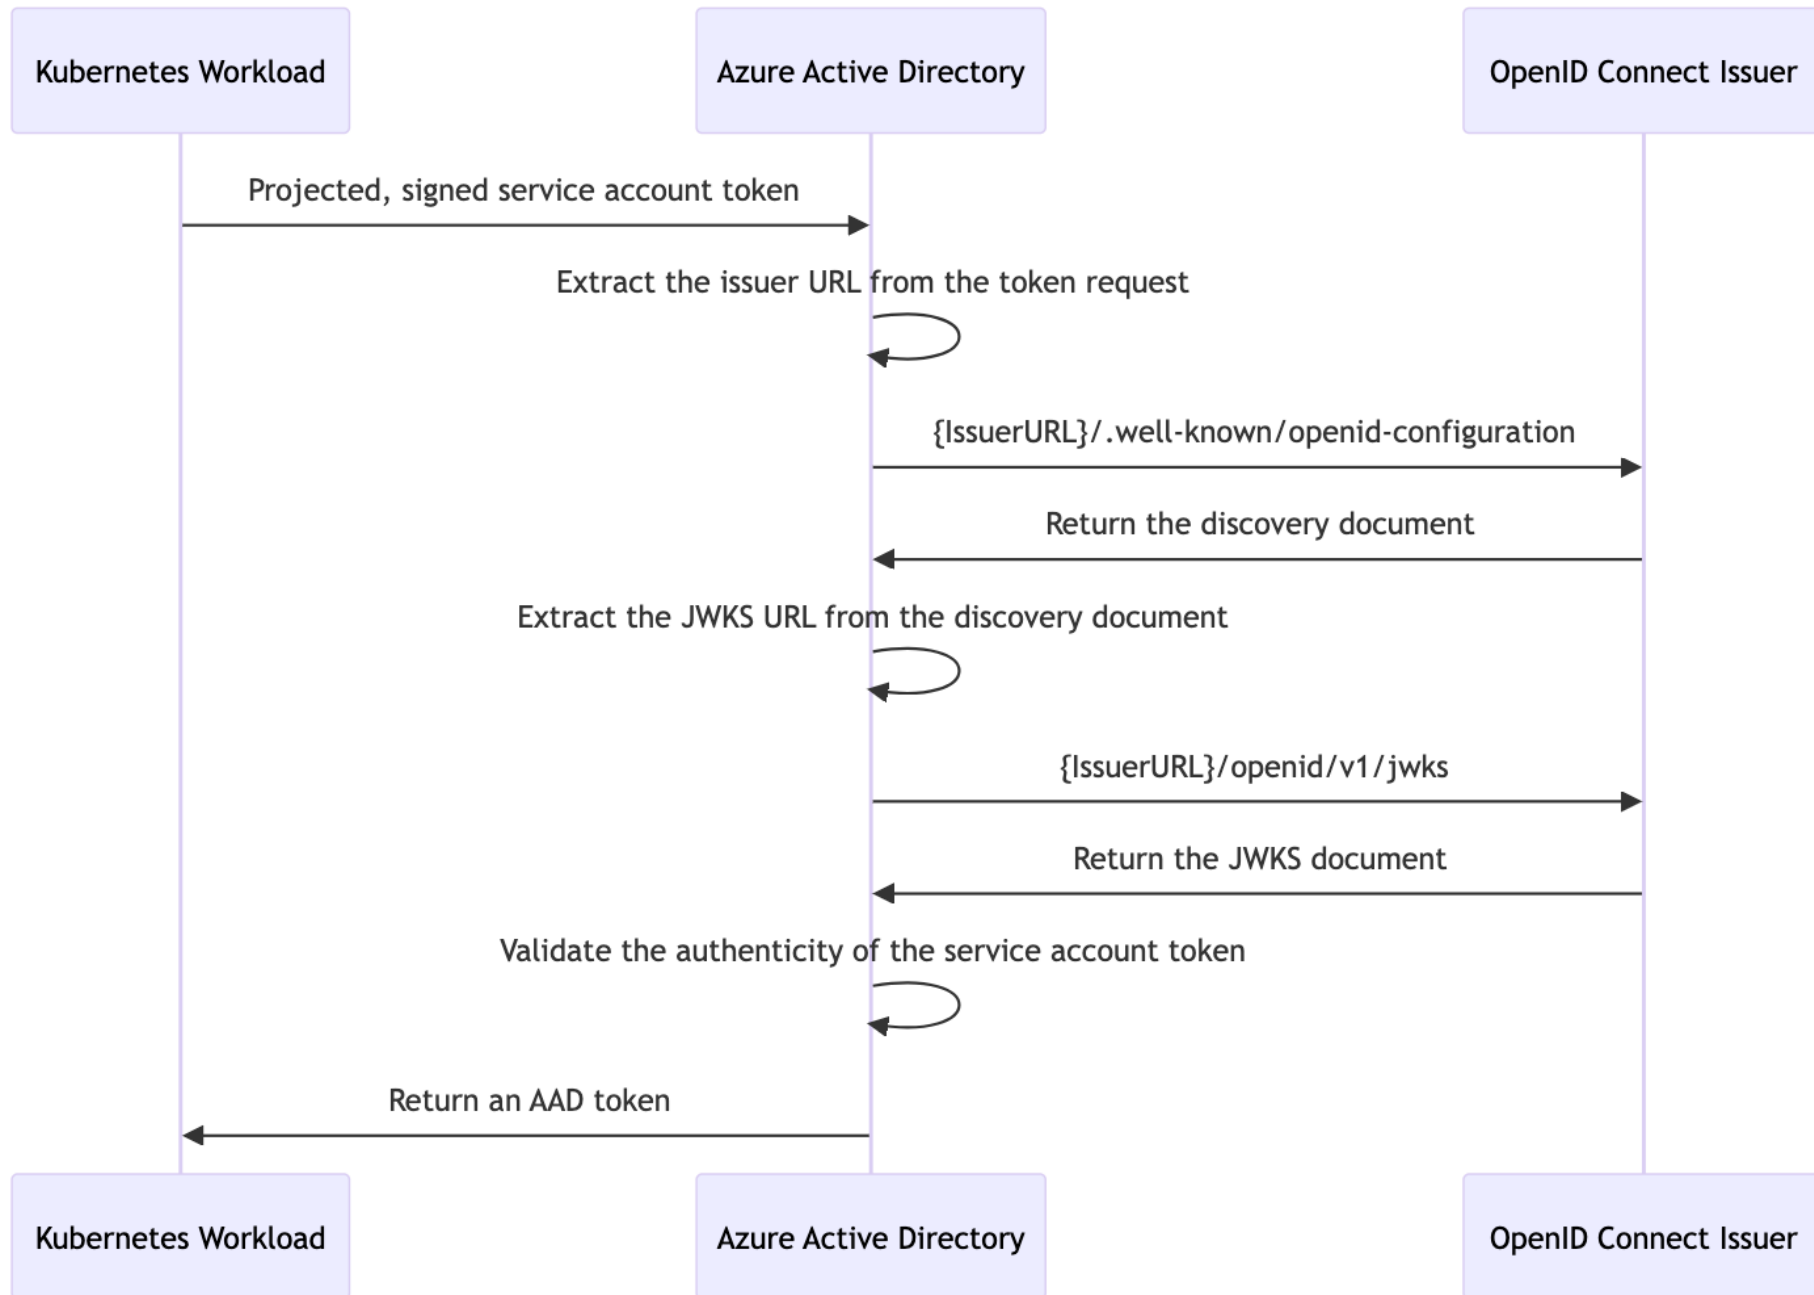 Kubernetes Workload
Azure Active Directory
OpenID Connect Issuer
Projected, signed service account token
Extract the issuer URL from the token request
{IssuerURL}/.well-known/openid-configuration
Return the discovery document
Extract the JWKS URL from the discovery document
{IssuerURL}/openid/v1/jwks
Return the JWKS document
Validate the authenticity of the service account token
Return an AAD token
Kubernetes Workload
Azure Active Directory
OpenID Connect Issuer